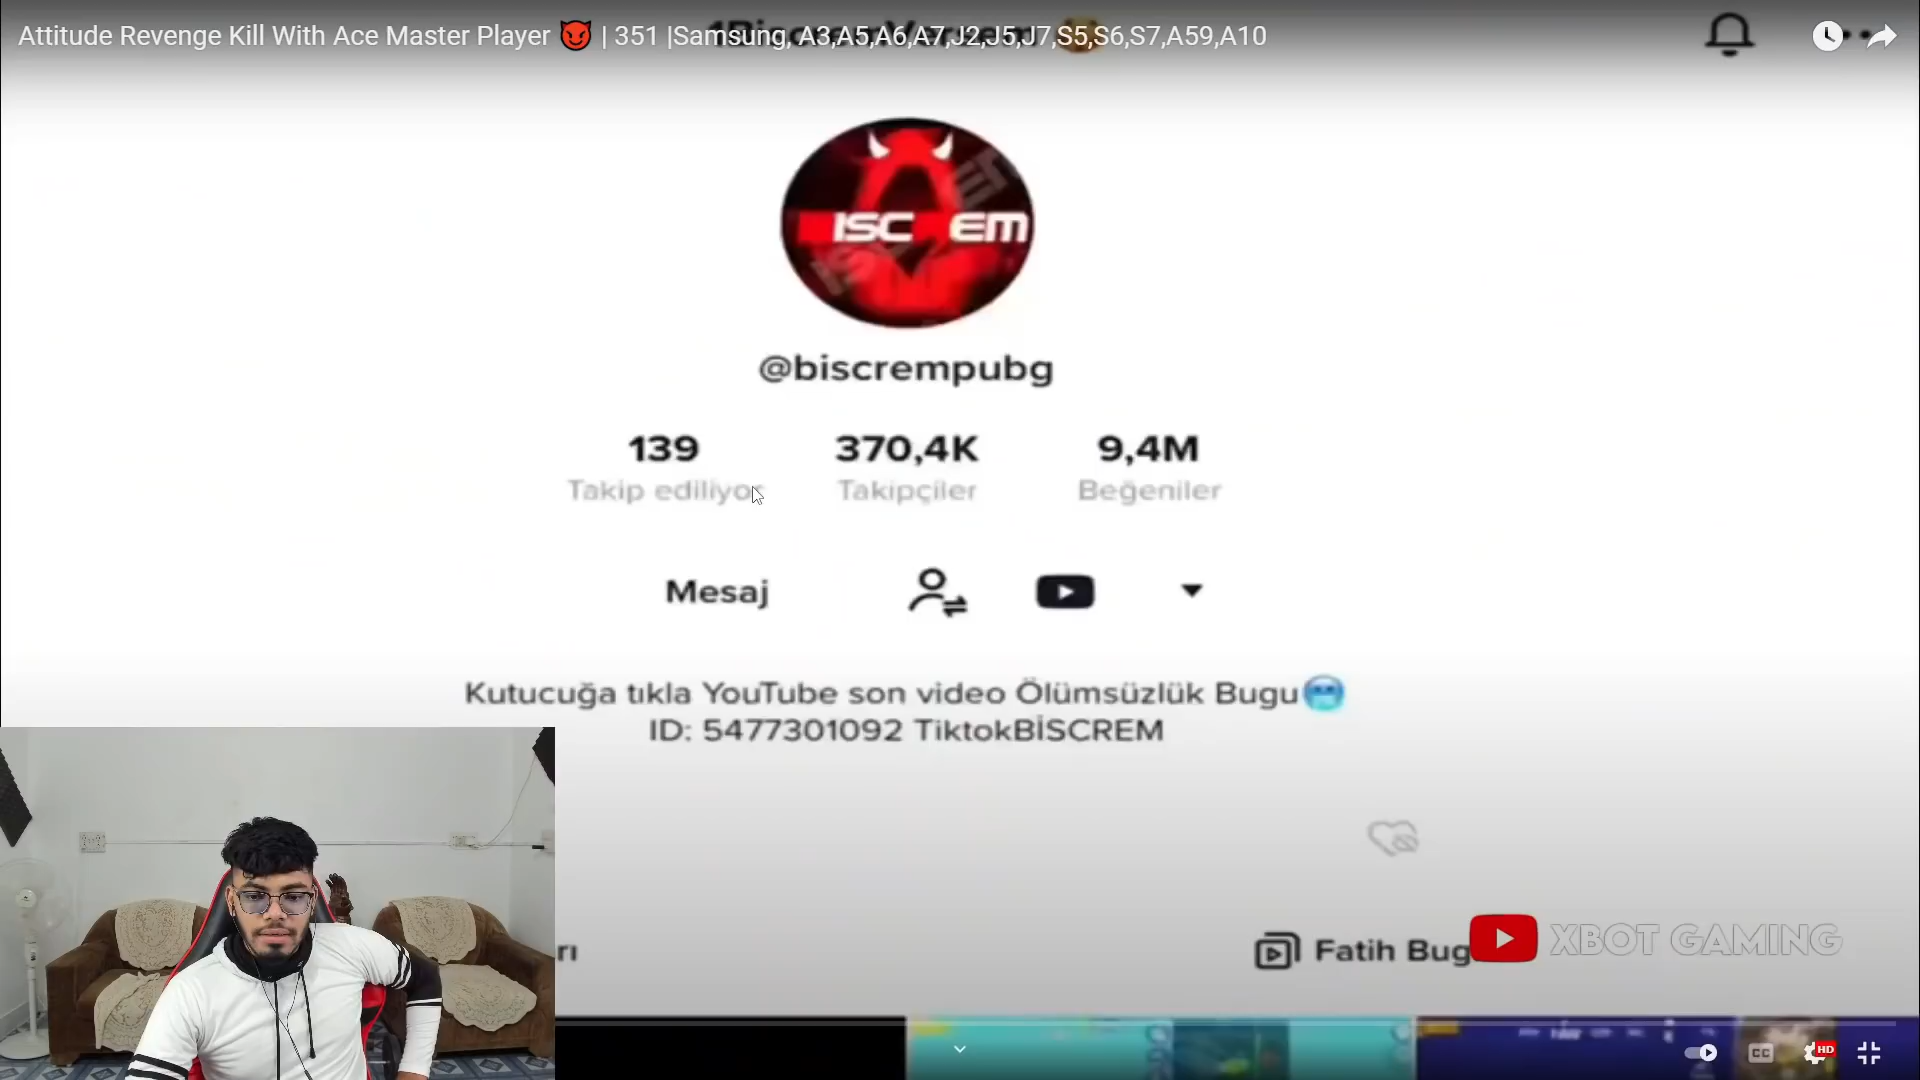 Attitude Revenge Kill With Ace Master Player 😈 | 351 |Samsung, A3,A5,A6,A7,J2,J5,J7,S5,S6,S7,A59,A10
ISC EM
@biscrempubg
139 370,4K 9,4M
Takip ediliyor Takipçiler Beğeniler
Mesaj
Kutucuğa tıkla YouTube son video Ölümsüzlük Bugu🥶
ID: 5477301092 TiktokBİSCREM
rı Fatih Bug XBOT GAMING
CC HD